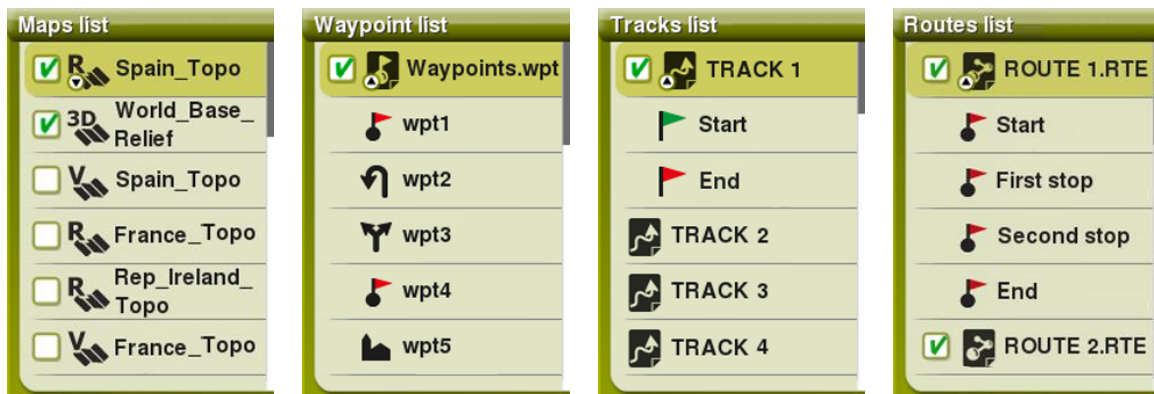 Maps list
R Spain_Topo
3D World_Base_
Relief
V Spain_Topo
R France_Topo
R Rep_Ireland_
Topo
V France_Topo
Waypoint list
Waypoints.wpt
wpt1
wpt2
wpt3
wpt4
wpt5
Tracks list
TRACK 1
Start
End
TRACK 2
TRACK 3
TRACK 4
Routes list
ROUTE 1.RTE
Start
First stop
Second stop
End
ROUTE 2.RTE